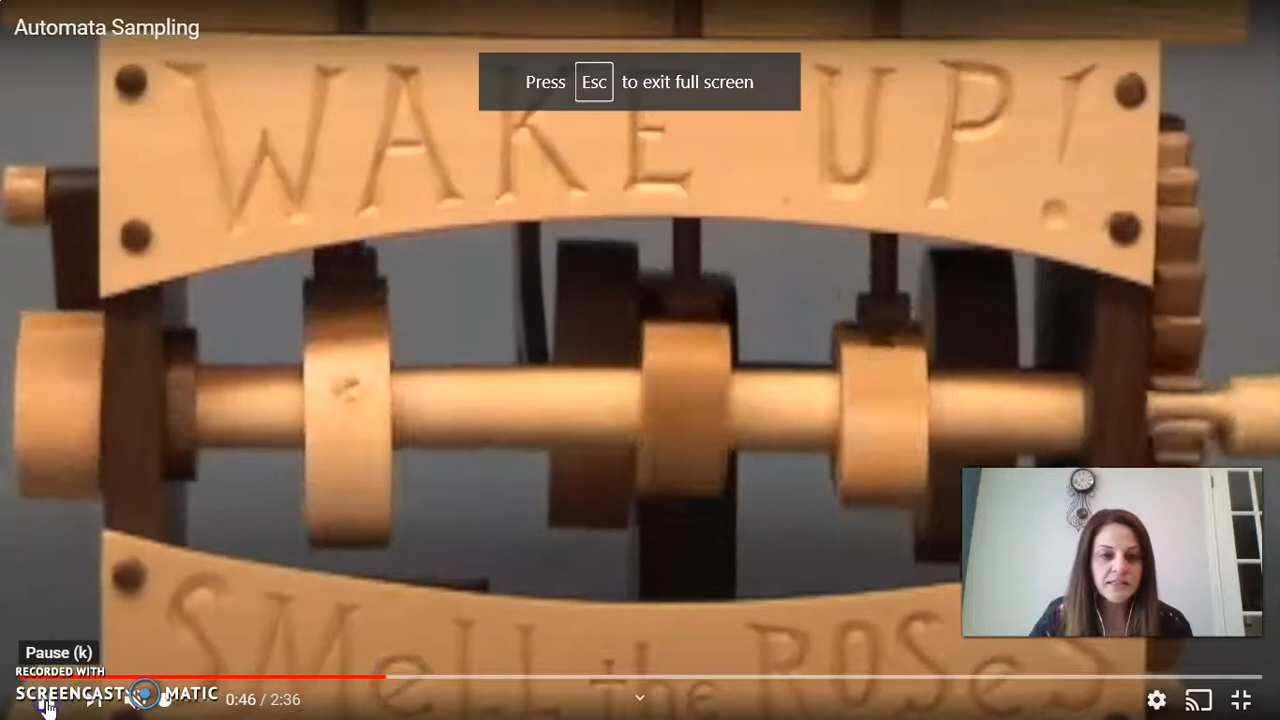 Automata Sampling
Press Esc to exit full screen
WAKE UP!
SMell the ROSeS
Pause (k)
RECORDED WITH
SCREENCAST MATIC
0:46 / 2:36